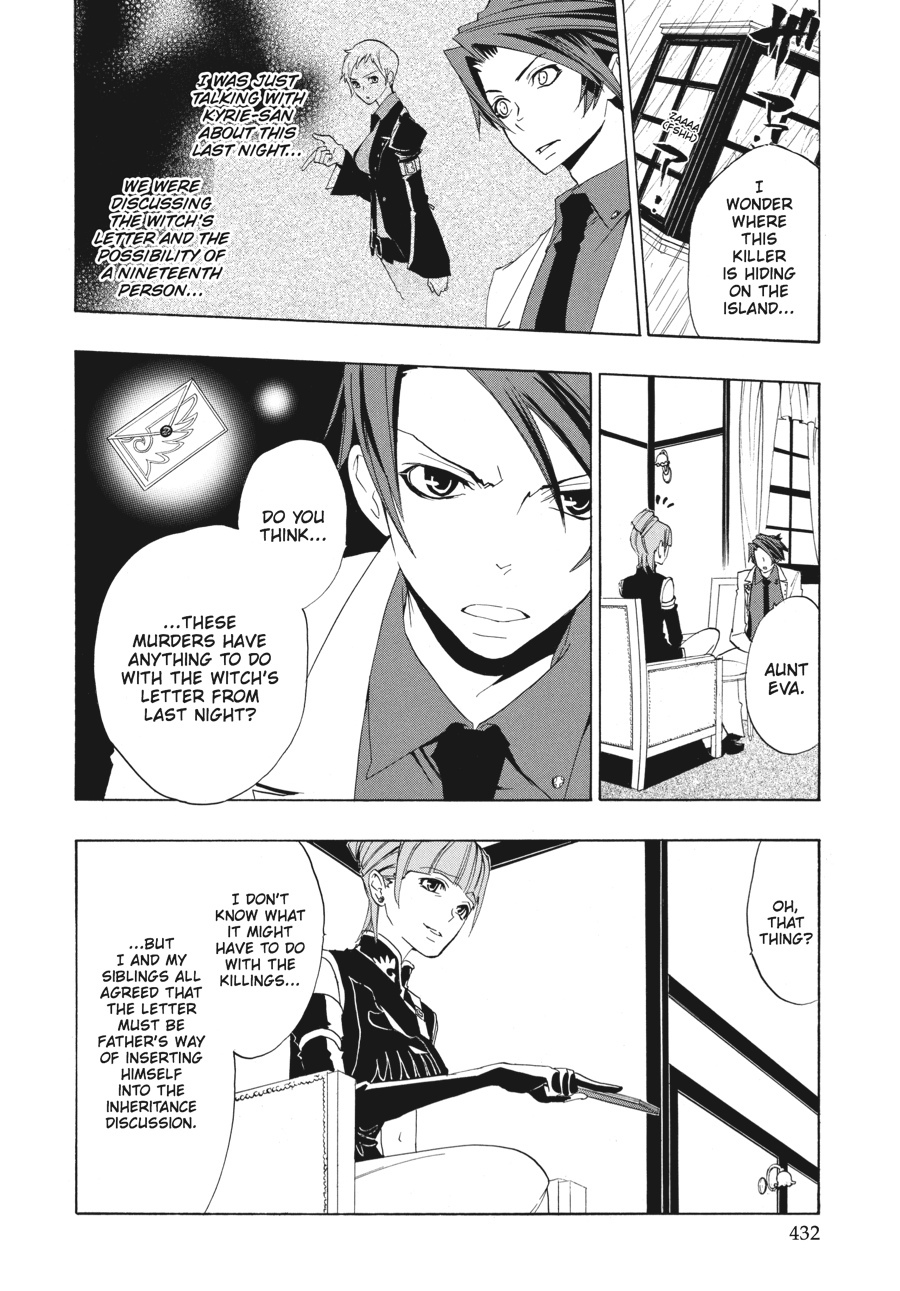 ザァァ…
ZAAAA
(FSHH)
I
WONDER
WHERE
THIS
KILLER
IS HIDING
ON THE
ISLAND...
I WAS JUST
TALKING WITH
KYRIE-SAN
ABOUT THIS
LAST NIGHT...
WE WERE
DISCUSSING
THE WITCH'S
LETTER AND THE
POSSIBILITY OF
A NINETEENTH
PERSON...
AUNT
EVA.
DO YOU
THINK...
...THESE
MURDERS HAVE
ANYTHING TO DO
WITH THE WITCH'S
LETTER FROM
LAST NIGHT?
OH,
THAT
THING?
I DON'T
KNOW WHAT
IT MIGHT
HAVE TO DO
WITH THE
KILLINGS...
...BUT
I AND MY
SIBLINGS ALL
AGREED THAT
THE LETTER
MUST BE
FATHER'S WAY
OF INSERTING
HIMSELF
INTO THE
INHERITANCE
DISCUSSION.
432